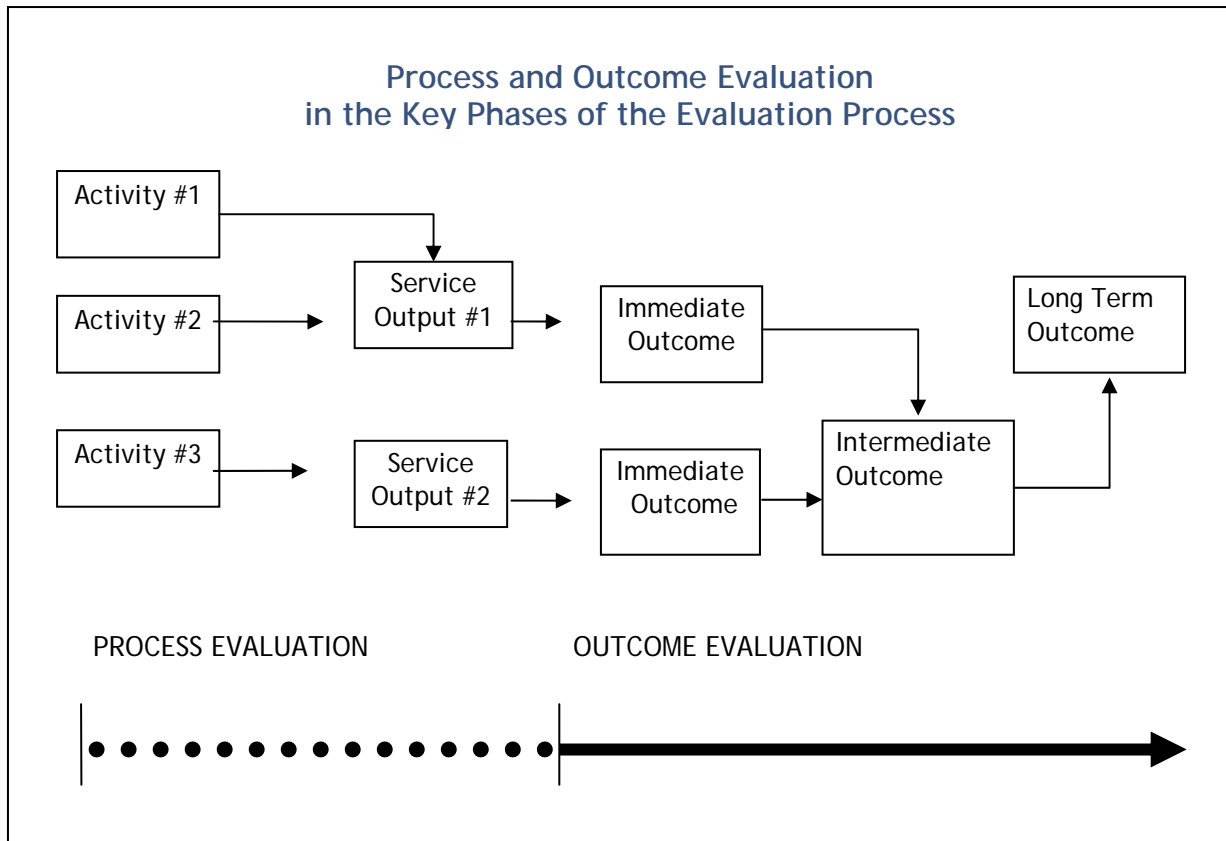 Process and Outcome Evaluation
in the Key Phases of the Evaluation Process
Activity #1
Activity #2
Activity #3
Service
Output #1
Service
Output #2
Immediate
Outcome
Immediate
Outcome
Intermediate
Outcome
Long Term
Outcome
PROCESS EVALUATION
OUTCOME EVALUATION